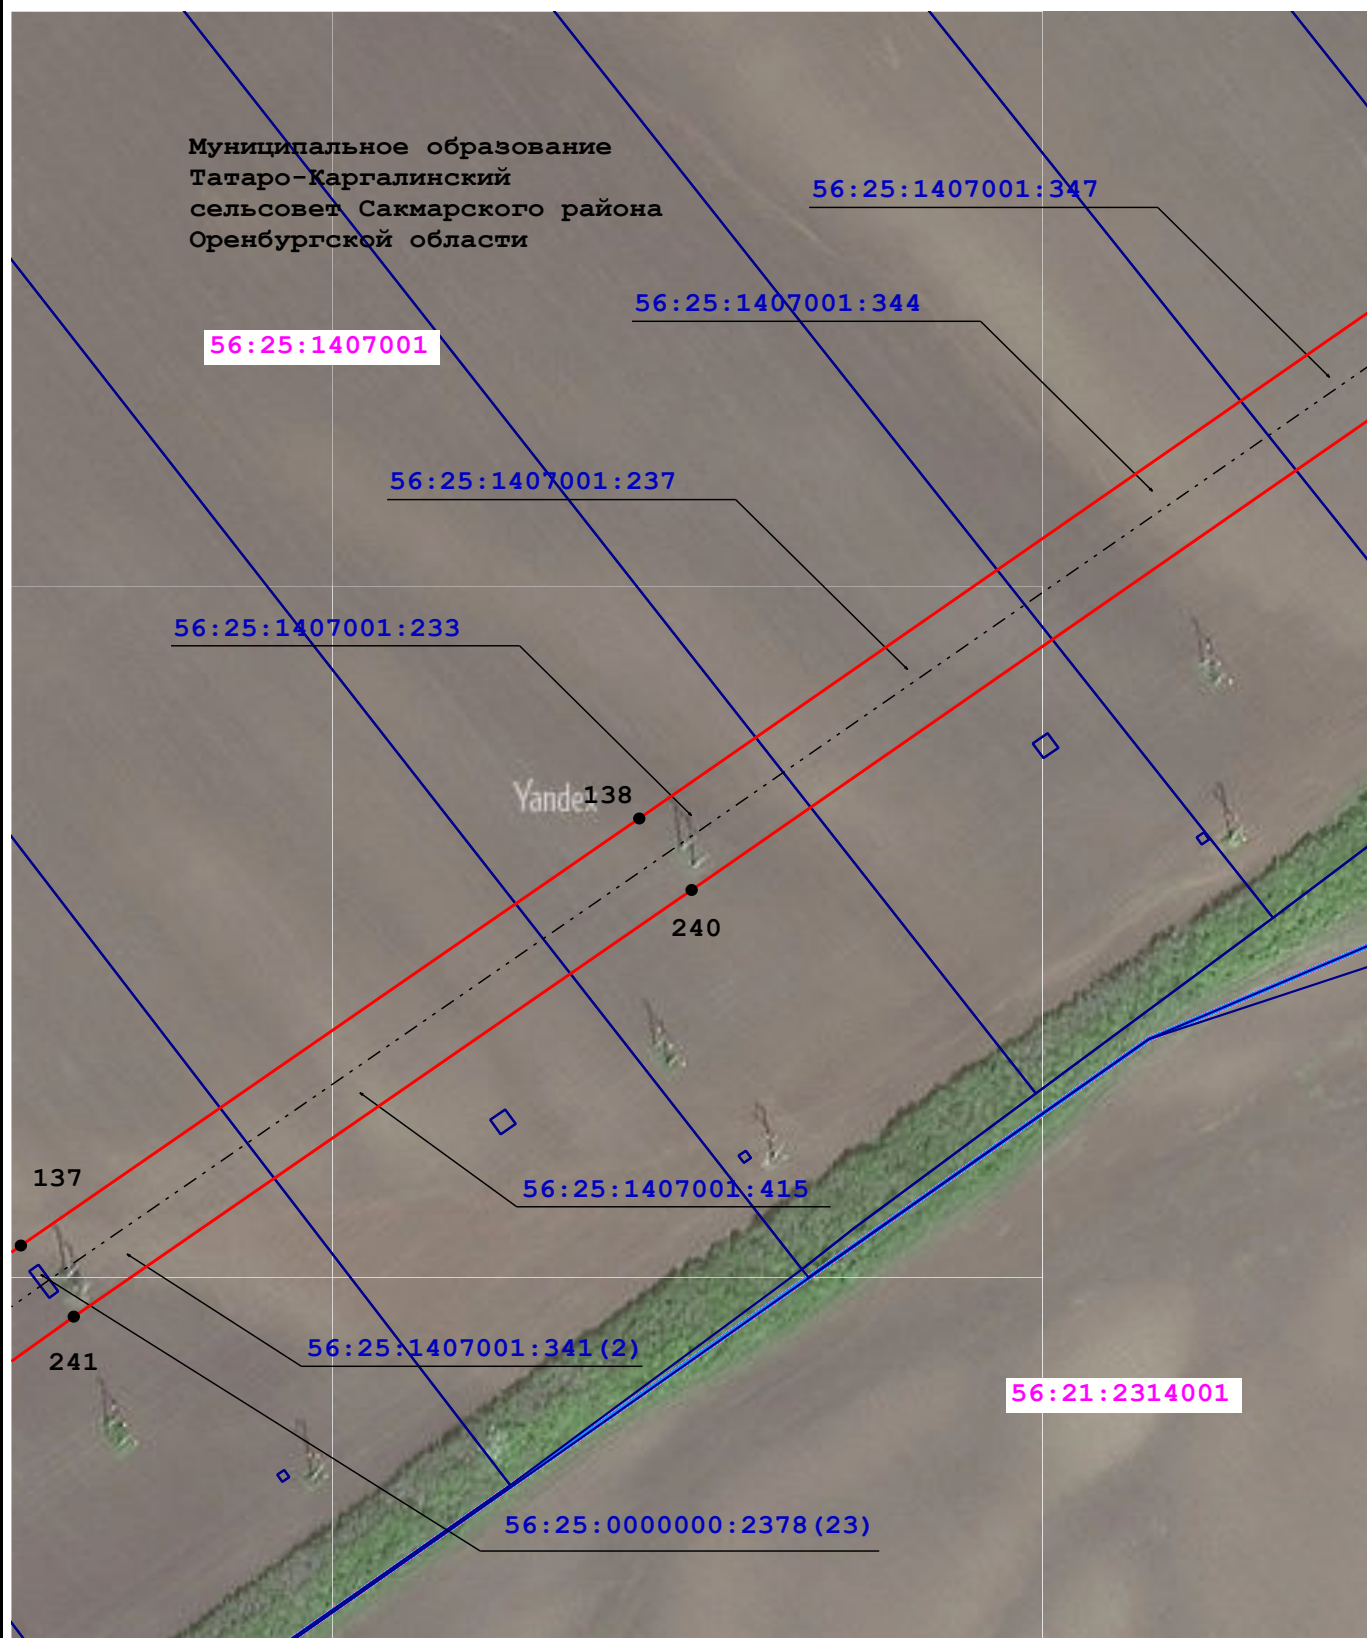 Муниципальное образование
Татаро-Каргалинский
сельсовет Сакмарского района
Оренбургской области
56:25:1407001:347
56:25:1407001:344
56:25:1407001
56:25:1407001:237
56:25:1407001:233
Yandex
138
240
137
56:25:1407001:415
241
56:25:1407001:341(2)
56:21:2314001
56:25:0000000:2378(23)